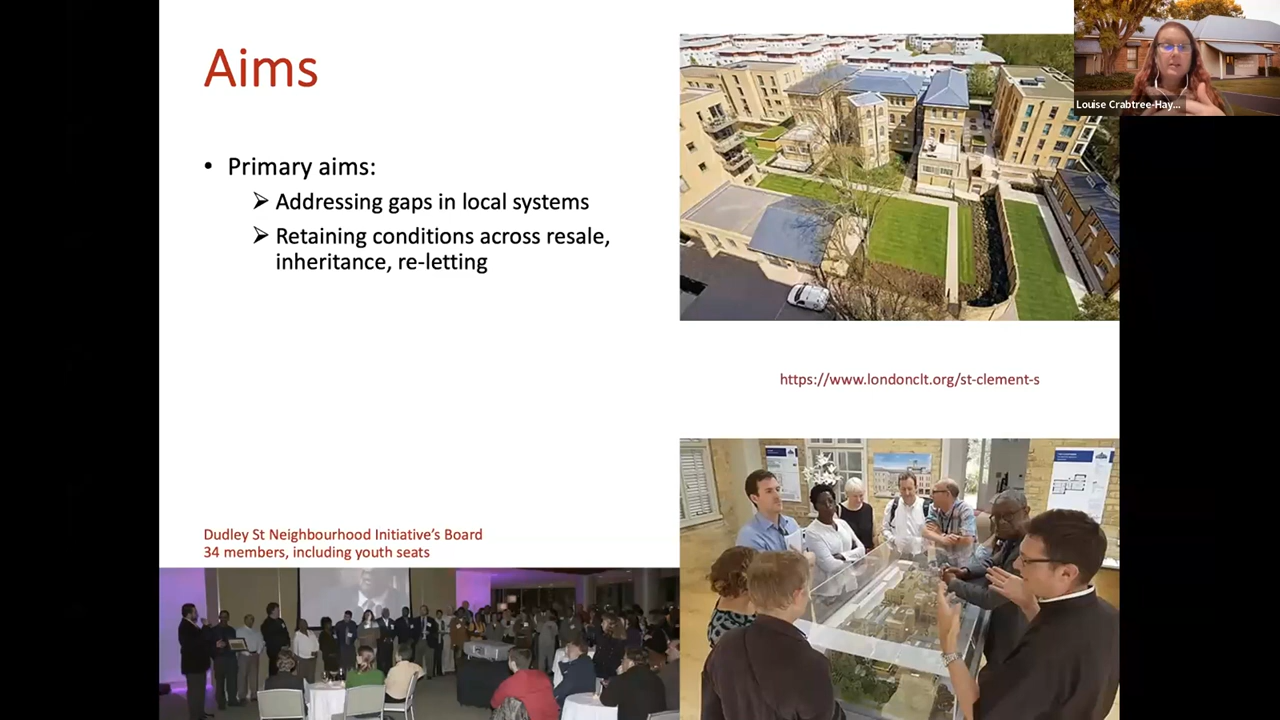 Aims
• Primary aims:
➢ Addressing gaps in local systems
➢ Retaining conditions across resale,
inheritance, re-letting
Louise Crabtree-Hay...
https://www.londonclt.org/st-clement-s
Dudley St Neighbourhood Initiative's Board
34 members, including youth seats